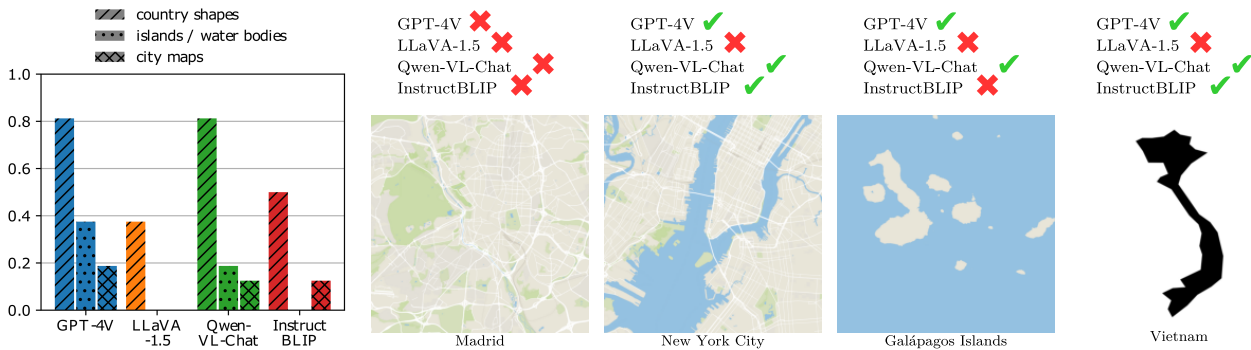 country shapes
islands / water bodies
city maps
1.0
0.8
0.6
0.4
0.2
0.0
GPT-4V
LLaVA
-1.5
Qwen-
VL-Chat
Instruct
BLIP
GPT-4V
LLaVA-1.5
Qwen-VL-Chat
InstructBLIP
Madrid
GPT-4V
LLaVA-1.5
Qwen-VL-Chat
InstructBLIP
New York City
GPT-4V
LLaVA-1.5
Qwen-VL-Chat
InstructBLIP
Galápagos Islands
GPT-4V
LLaVA-1.5
Qwen-VL-Chat
InstructBLIP
Vietnam